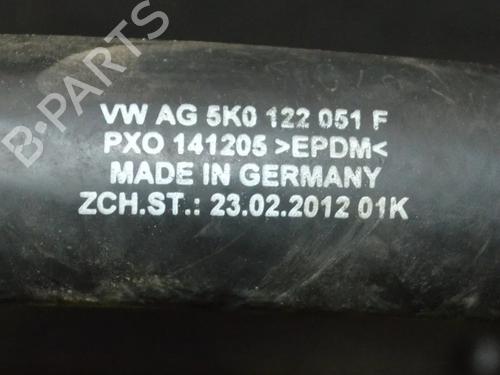 VW AG 5K0 122 051 F
PXO 141205 >EPDM<
MADE IN GERMANY
ZCH.ST.: 23.02.2012 01K
B-PARTS